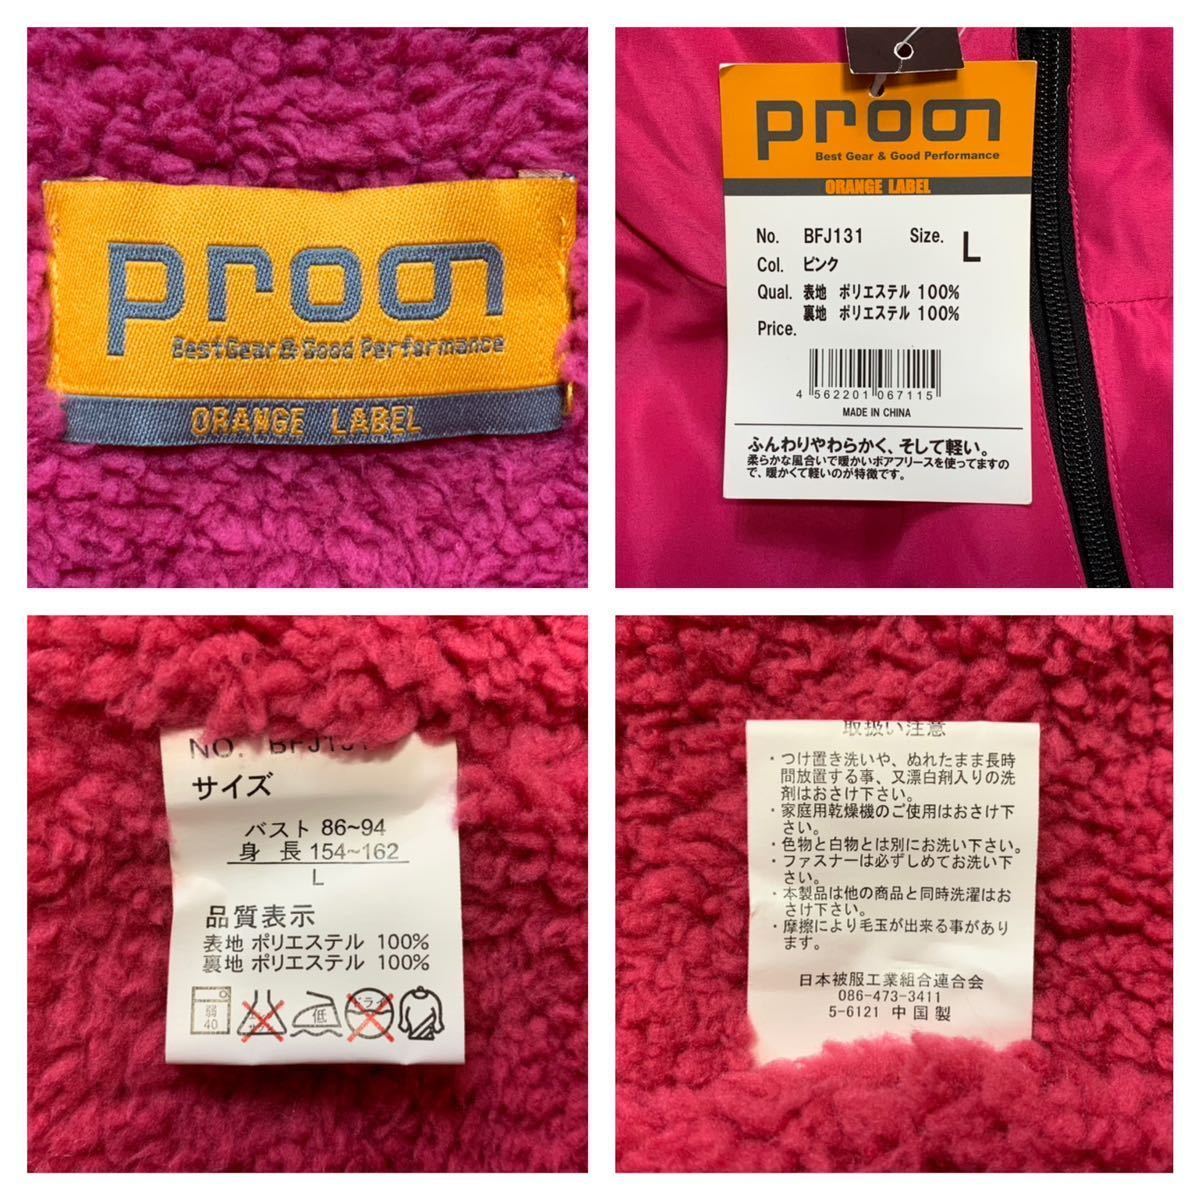 proon
Best Gear & Good Performance
ORANGE LABEL
proon
Best Gear & Good Performance
ORANGE LABEL
No. BFJ131 Size. L
Col. ピンク
Qual. 表地 ポリエステル 100%
裏地 ポリエステル 100%
Price.
4 562201 067115
MADE IN CHINA
ふんわりやわらかく、そして軽い。
柔らかな風合いで暖かいボアフリースを使ってますの
で、暖かくて軽いのが特徴です。
NO. BFJ131
サイズ
バスト 86~94
身 長 154~162
L
品質表示
表地 ポリエステル 100%
裏地 ポリエステル 100%
弱
40
低
ドライ
取扱い注意
・つけ置き洗いや、ぬれたまま長時
間放置する事、又漂白剤入りの洗
剤はおさけ下さい。
・家庭用乾燥機のご使用はおさけ下
さい。
・色物と白物とは別にお洗い下さい。
・ファスナーは必ずしめてお洗い下
さい。
・本製品は他の商品と同時洗濯はお
さけ下さい。
・摩擦により毛玉が出来る事があり
ます。
日本被服工業組合連合会
086-473-3411
5-6121 中国製